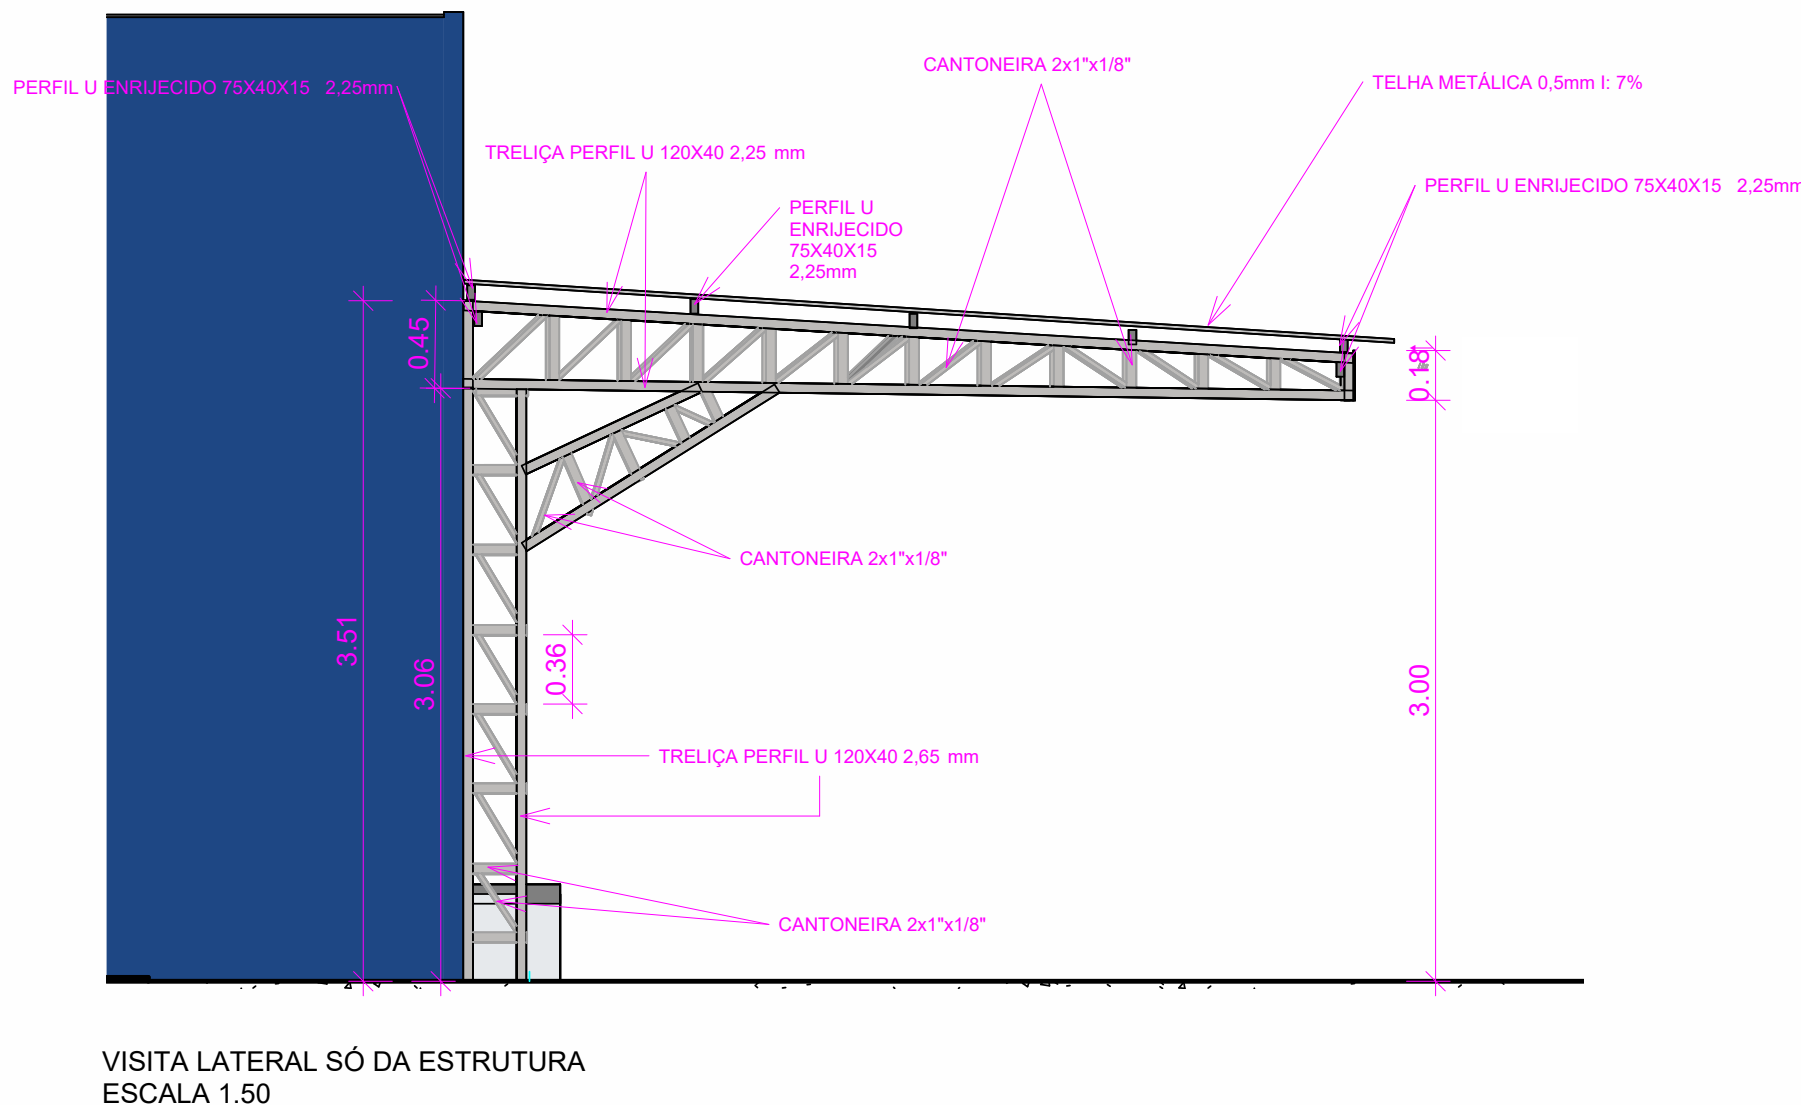 CANTONEIRA 2x1"x1/8"
TELHA METÁLICA 0,5mm I: 7%
PERFIL U ENRIJECIDO 75X40X15 2,25mm
TRELIÇA PERFIL U 120X40 2,25 mm
PERFIL U ENRIJECIDO 75X40X15 2,25mm
PERFIL U
ENRIJECIDO
75X40X15
2,25mm
0.45
0.18
CANTONEIRA 2x1"x1/8"
3.51
3.06
0.36
3.00
TRELIÇA PERFIL U 120X40 2,65 mm
CANTONEIRA 2x1"x1/8"
VISITA LATERAL SÓ DA ESTRUTURA
ESCALA 1.50